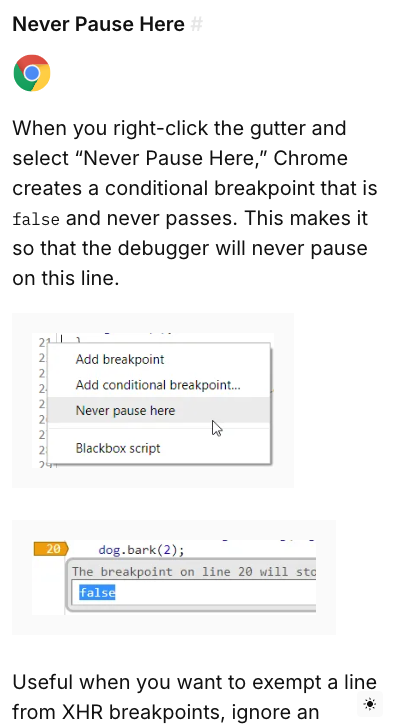 Never Pause Here #
When you right-click the gutter and
select “Never Pause Here,” Chrome
creates a conditional breakpoint that is
false and never passes. This makes it
so that the debugger will never pause
on this line.
21 }
Add breakpoint
Add conditional breakpoint...
Never pause here
Blackbox script
20 dog.bark(2);
The breakpoint on line 20 will sto
false
Useful when you want to exempt a line
from XHR breakpoints, ignore an